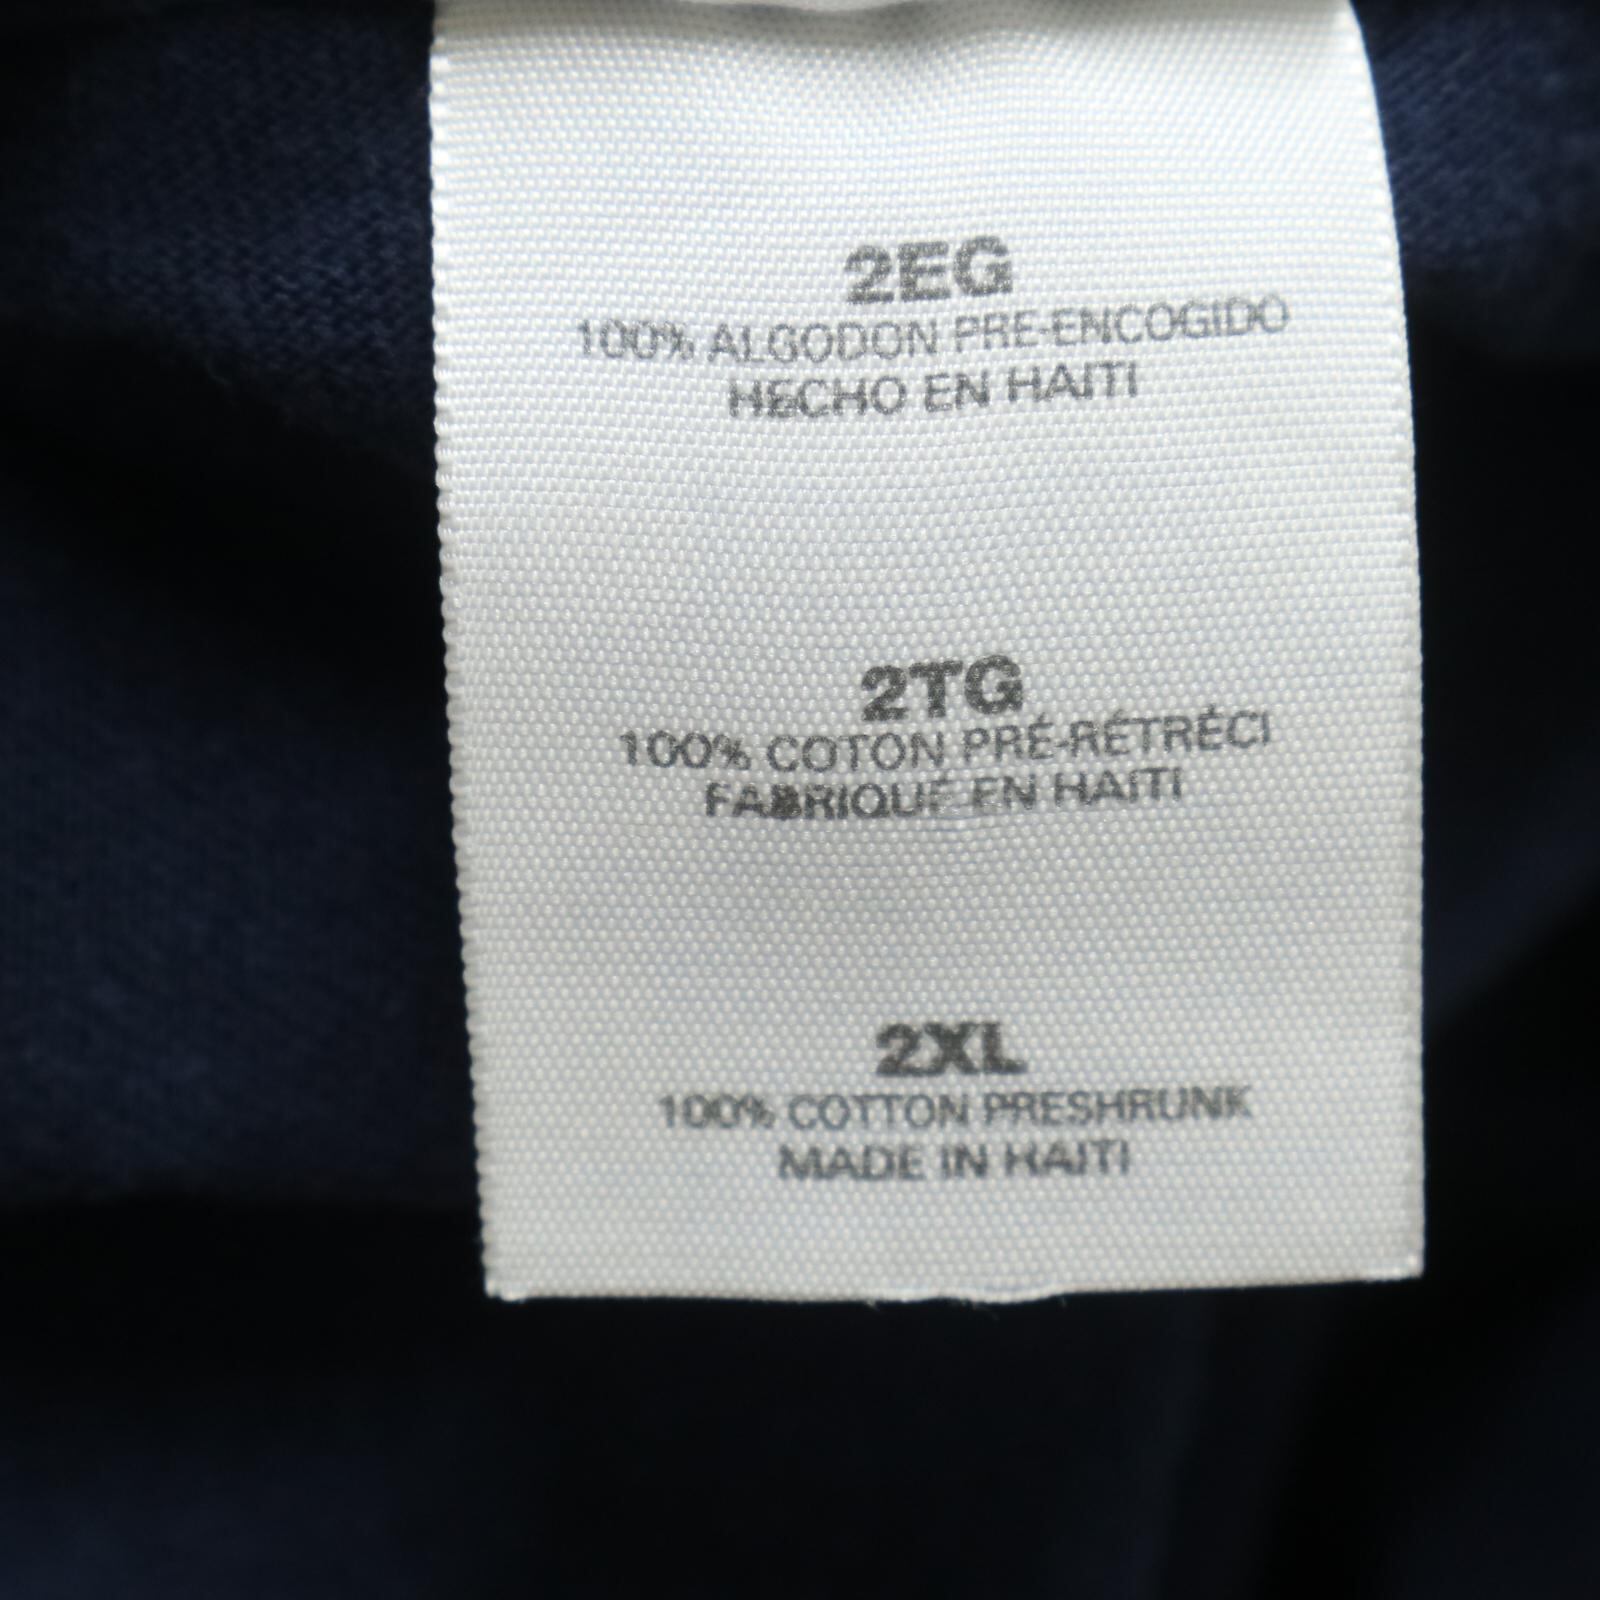 2EG
100% ALGODON PRE-ENCOGIDO
HECHO EN HAITI
2TG
100% COTON PRÉ-RÉTRÉCI
FABRIQUÉ EN HAÏTI
2XL
100% COTTON PRESHRUNK
MADE IN HAITI